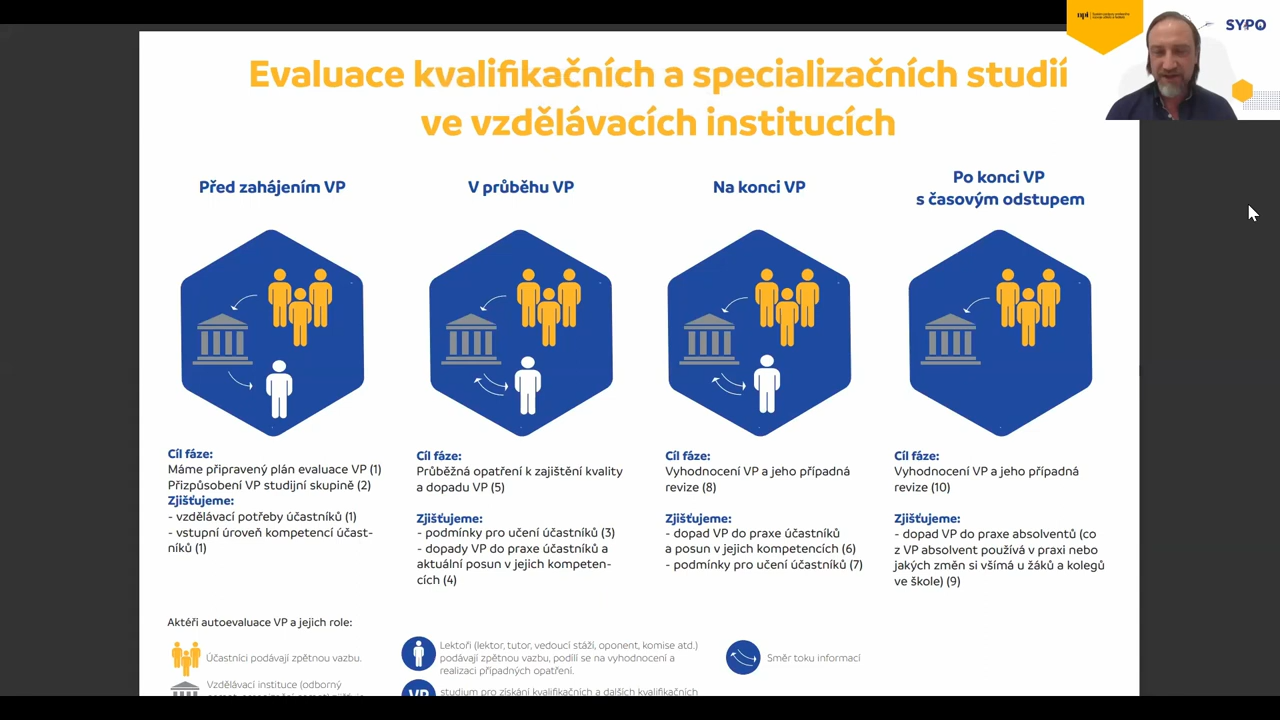 npi
SYPO
Evaluace kvalifikačních a specializačních studií
ve vzdělávacích institucích
Před zahájením VP
V průběhu VP
Na konci VP
Po konci VP
s časovým odstupem
Cíl fáze:
Máme připravený plán evaluace VP (1)
Přizpůsobení VP studijní skupině (2)
Zjišťujeme:
- vzdělávací potřeby účastníků (1)
- vstupní úroveň kompetencí účast-
níků (1)
Cíl fáze:
Průběžná opatření k zajištění kvality
a dopadu VP (5)
Zjišťujeme:
- podmínky pro učení účastníků (3)
- dopady VP do praxe účastníků a
aktuální posun v jejich kompeten-
cích (4)
Cíl fáze:
Vyhodnocení VP a jeho případná
revize (8)
Zjišťujeme:
- dopad VP do praxe účastníků
a posun v jejich kompetencích (6)
- podmínky pro učení účastníků (7)
Cíl fáze:
Vyhodnocení VP a jeho případná
revize (10)
Zjišťujeme:
- dopad VP do praxe absolventů (co
z VP absolvent používá v praxi nebo
jakých změn si všímá u žáků a kolegů
ve škole) (9)
Aktéři autoevaluace VP a jejich role:
Účastníci podávají zpětnou vazbu.
Vzdělávací instituce (odborný
Lektoři (lektor, tutor, vedoucí stáží, oponent, komise atd.)
podávají zpětnou vazbu, podílí se na vyhodnocení a
realizaci případných opatření.
VP
studium pro získání kvalifikačních a dalších kvalifikačních
Směr toku informací